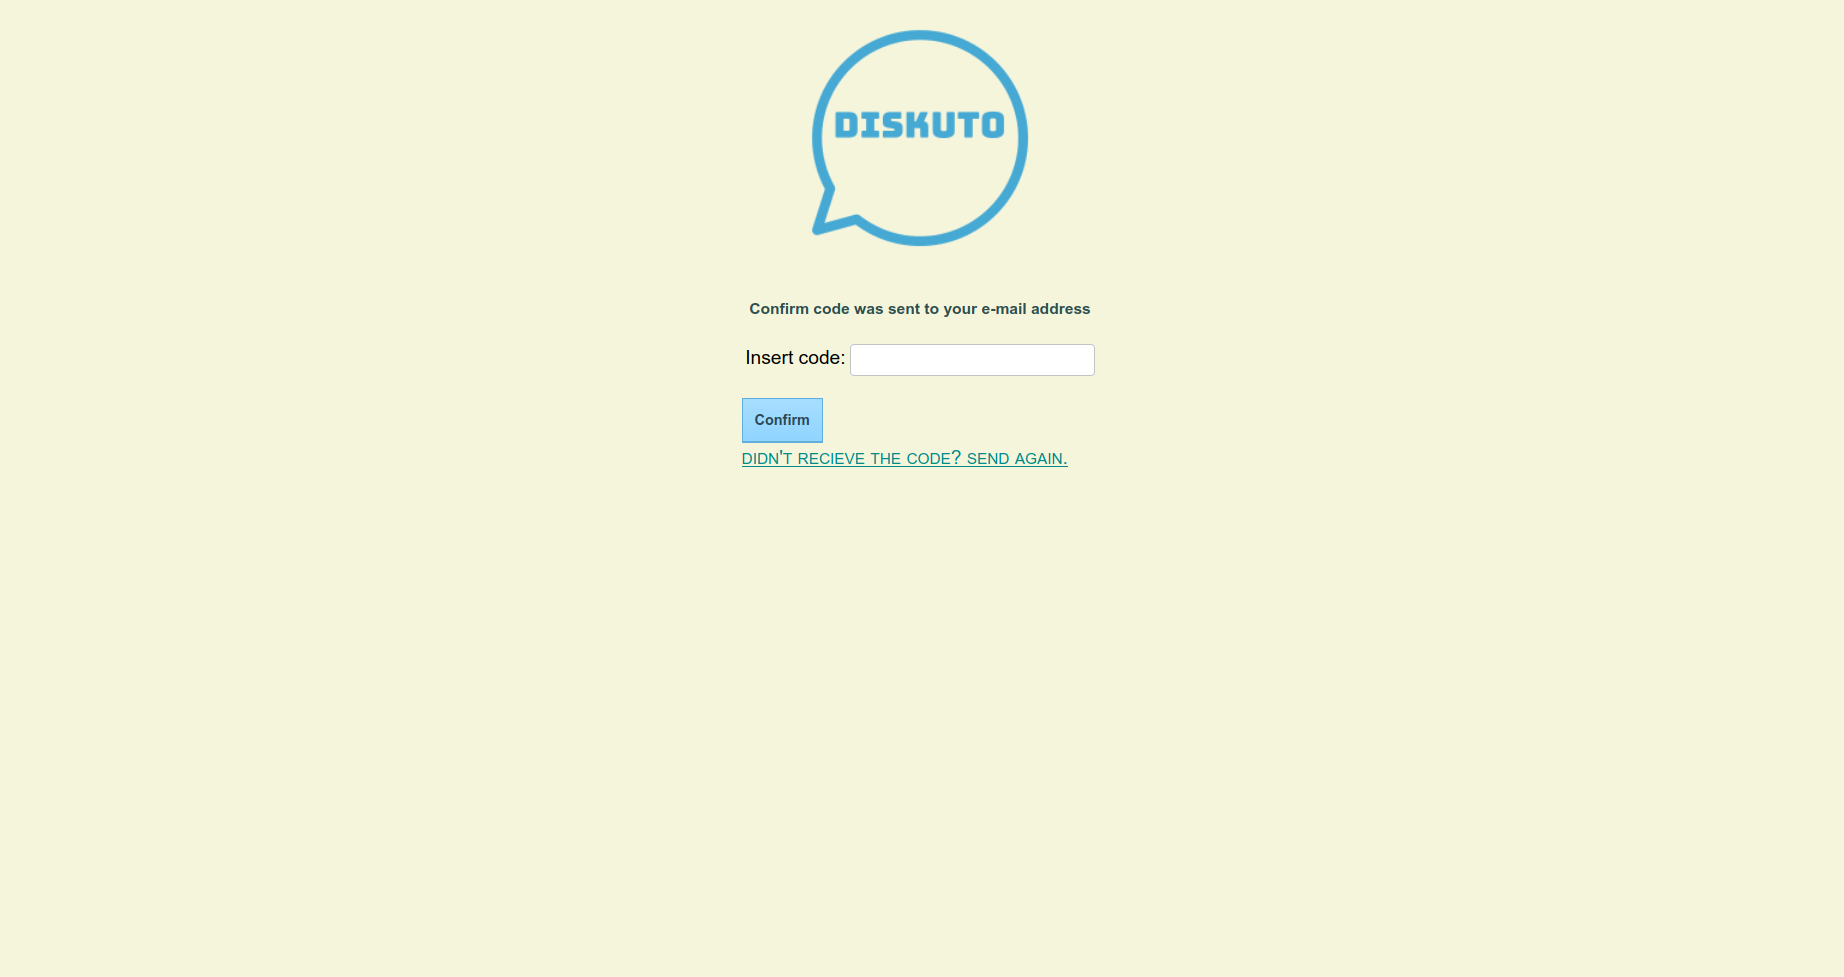 DISKUTO
Confirm code was sent to your e-mail address
Insert code:
Confirm
DIDN'T RECIEVE THE CODE? SEND AGAIN.